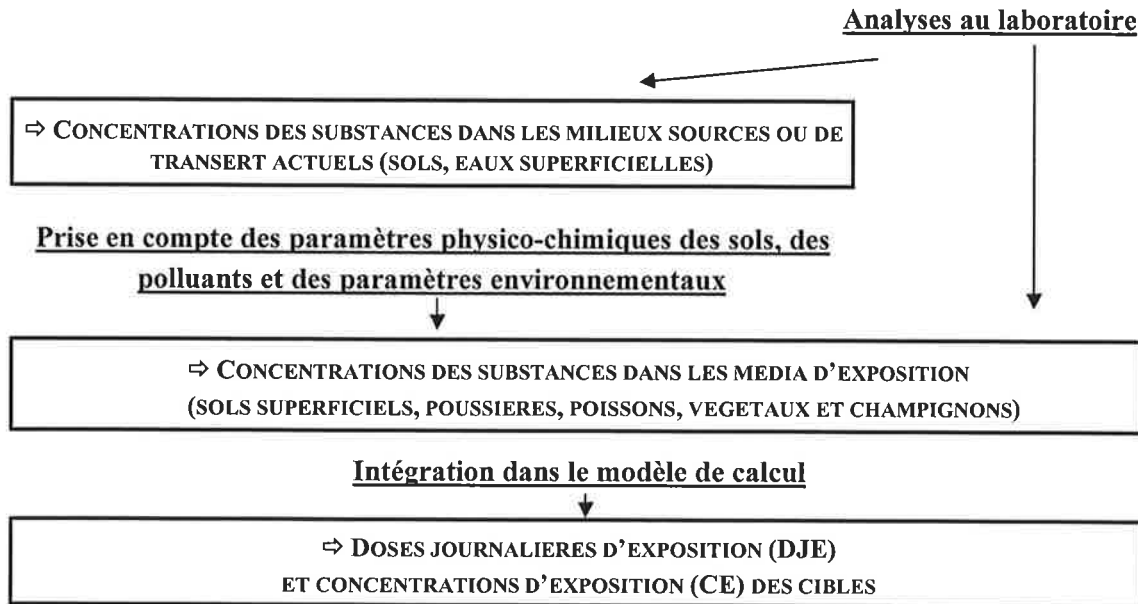 Analyses au laboratoire
⇨ CONCENTRATIONS DES SUBSTANCES DANS LES MILIEUX SOURCES OU DE
TRANSERT ACTUELS (SOLS, EAUX SUPERFICIELLES)
Prise en compte des paramètres physico-chimiques des sols, des
polluants et des paramètres environnementaux
⇨ CONCENTRATIONS DES SUBSTANCES DANS LES MEDIA D'EXPOSITION
(SOLS SUPERFICIELS, POUSSIERES, POISSONS, VEGETAUX ET CHAMPIGNONS)
Intégration dans le modèle de calcul
⇨ DOSES JOURNALIERES D'EXPOSITION (DJE)
ET CONCENTRATIONS D'EXPOSITION (CE) DES CIBLES